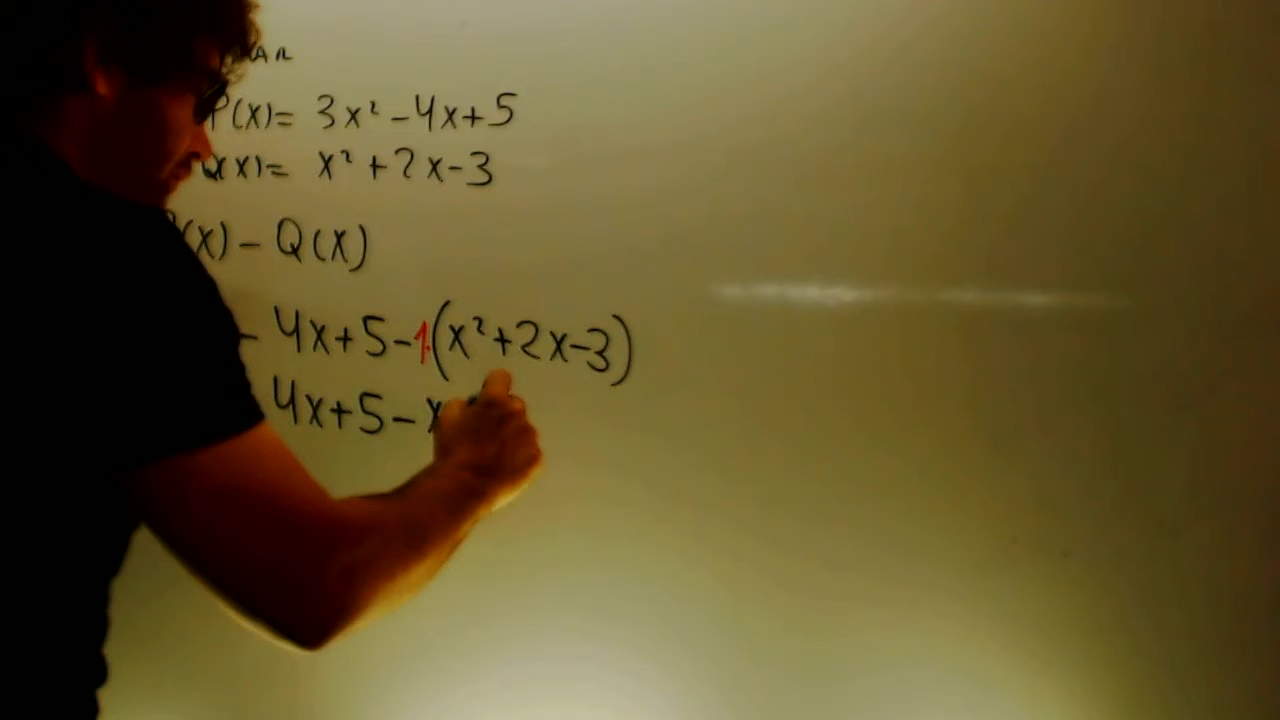 P(x)= 3x² -4x+5
Q(x)= x² +2x-3
(x) - Q(x)
- 4x+5-1·(x²+2x-3)
4x+5-x